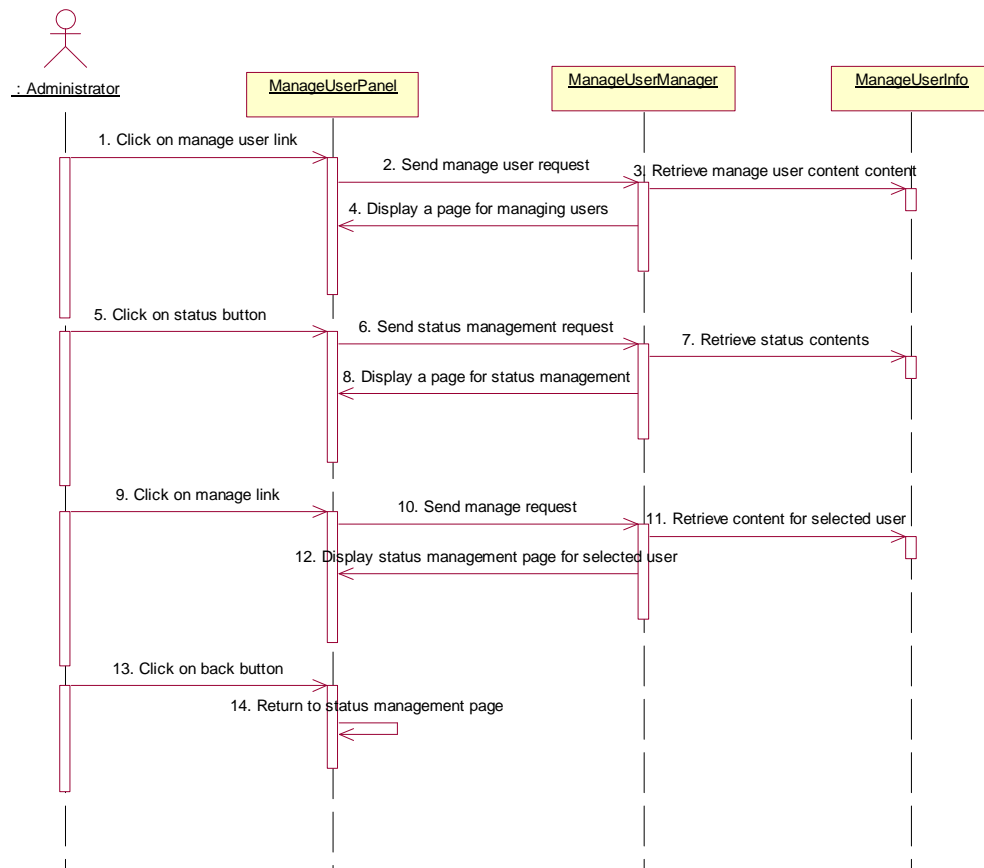 : Administrator
ManageUserPanel
ManageUserManager
ManageUserInfo
1. Click on manage user link
2. Send manage user request
3. Retrieve manage user content content
4. Display a page for managing users
5. Click on status button
6. Send status management request
7. Retrieve status contents
8. Display a page for status management
9. Click on manage link
10. Send manage request
11. Retrieve content for selected user
12. Display status management page for selected user
13. Click on back button
14. Return to status management page